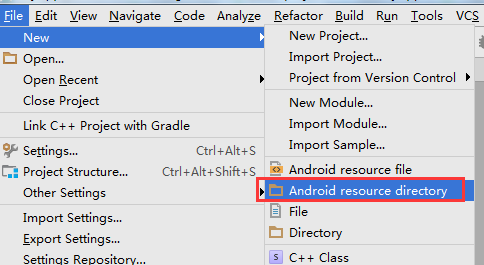 File Edit View Navigate Code Analyze Refactor Build Run Tools VCS
New
Open...
Open Recent
Close Project
Link C++ Project with Gradle
Settings... Ctrl+Alt+S
Project Structure... Ctrl+Alt+Shift+S
Other Settings
Import Settings...
Export Settings...
New Project...
Import Project...
Project from Version Control
New Module...
Import Module...
Import Sample...
Android resource file
Android resource directory
File
Directory
S C++ Class